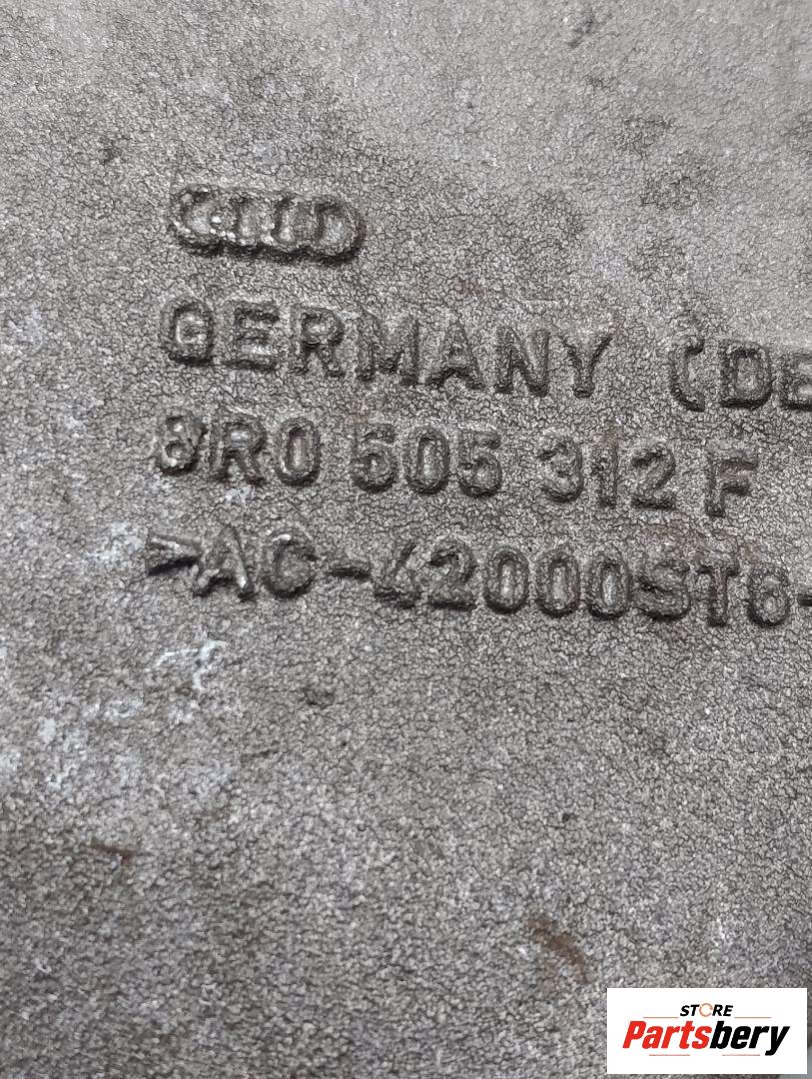 GERMANY (DE
8R0 505 312 F
>AC-42000ST6-
STORE
Partsbery